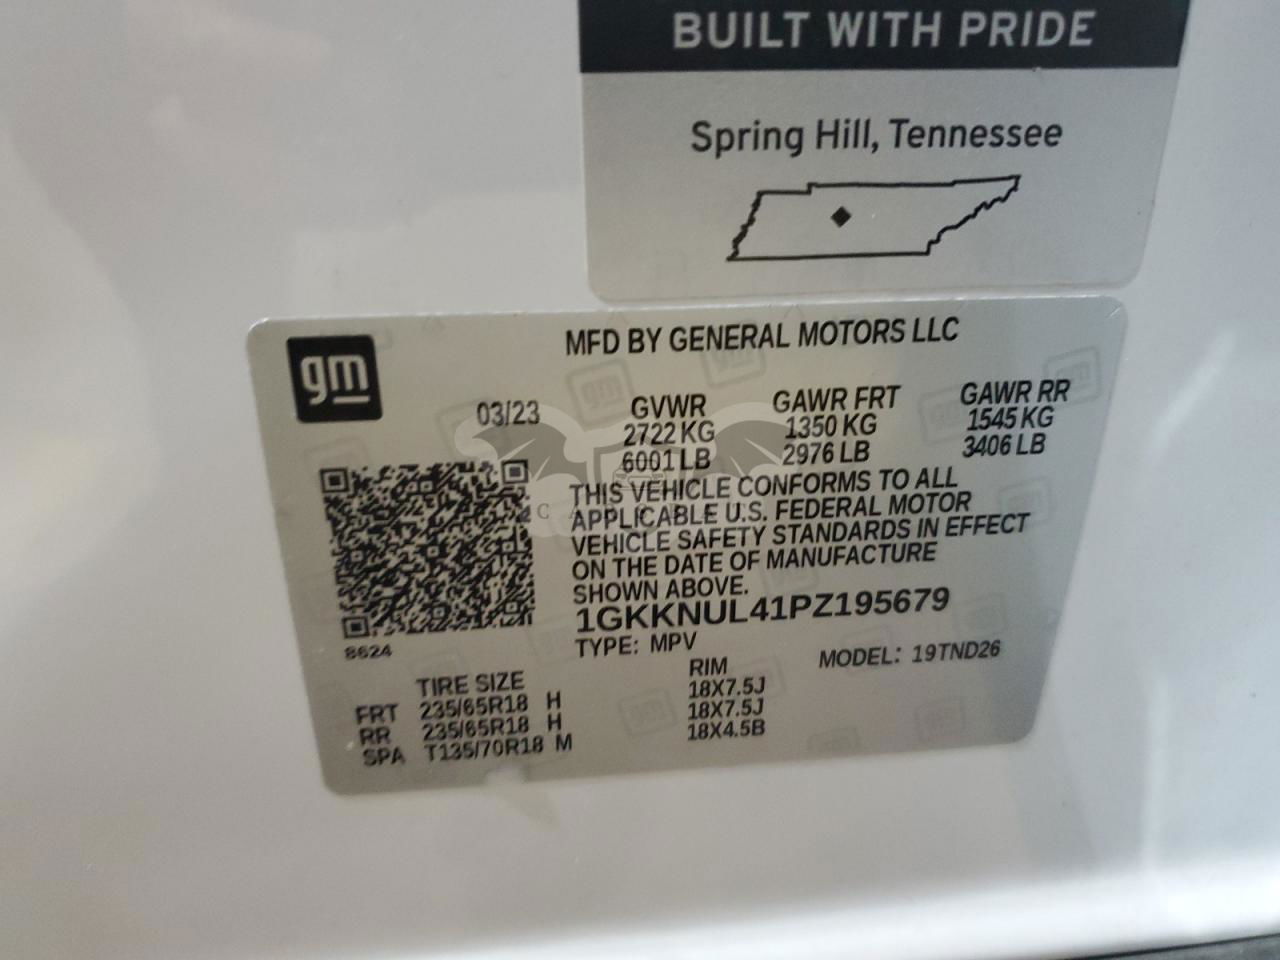 BUILT WITH PRIDE
Spring Hill, Tennessee
gm
MFD BY GENERAL MOTORS LLC
03/23 GVWR GAWR FRT GAWR RR
2722 KG 1350 KG 1545 KG
6001 LB 2976 LB 3406 LB
THIS VEHICLE CONFORMS TO ALL
APPLICABLE U.S. FEDERAL MOTOR
VEHICLE SAFETY STANDARDS IN EFFECT
ON THE DATE OF MANUFACTURE
SHOWN ABOVE.
1GKKNUL41PZ195679
8624
TYPE: MPV MODEL: 19TND26
TIRE SIZE RIM
FRT 235/65R18 H 18X7.5J
RR 235/65R18 H 18X7.5J
SPA T135/70R18 M 18X4.5B